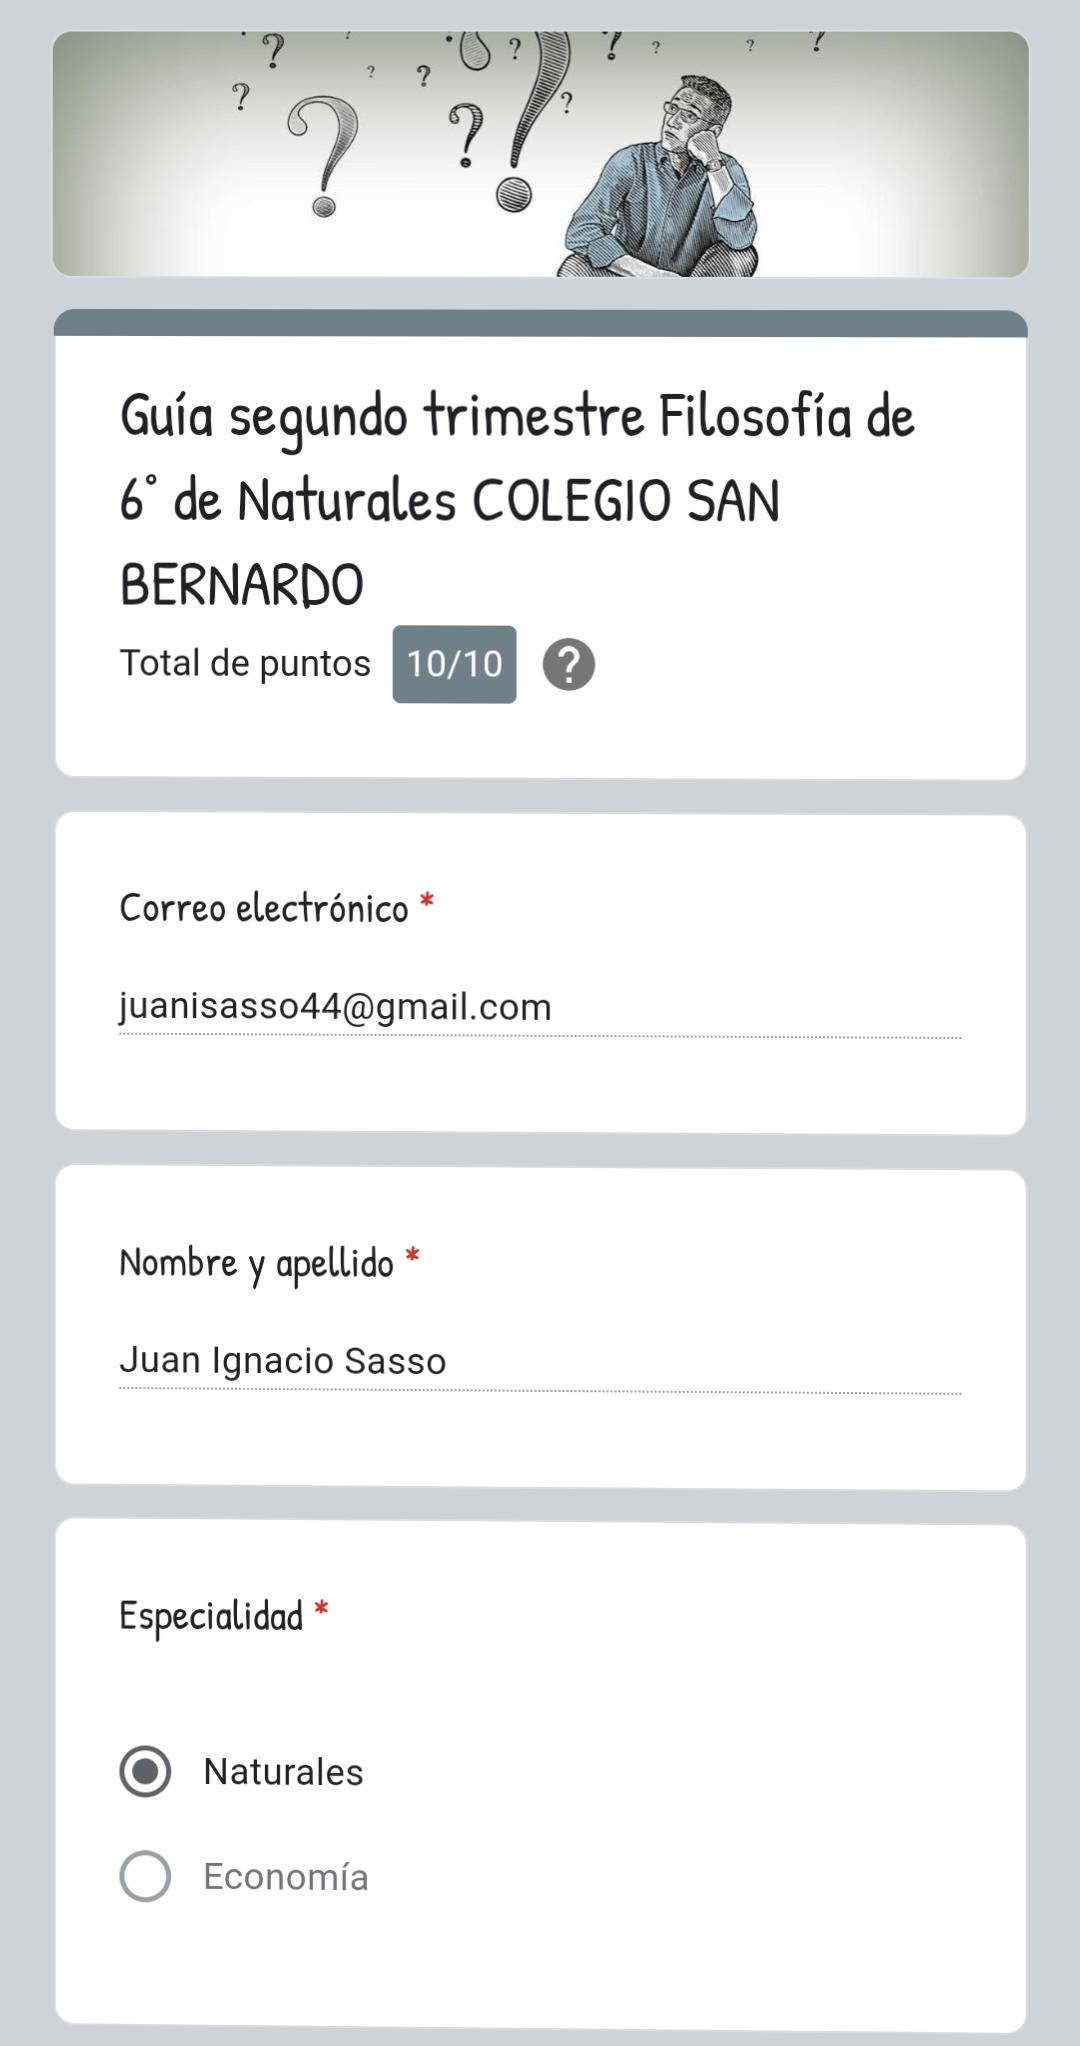 Guía segundo trimestre Filosofía de
6° de Naturales COLEGIO SAN
BERNARDO
Total de puntos 10/10 ?
Correo electrónico *
juanisasso44@gmail.com
Nombre y apellido *
Juan Ignacio Sasso
Especialidad *
Naturales
Economía